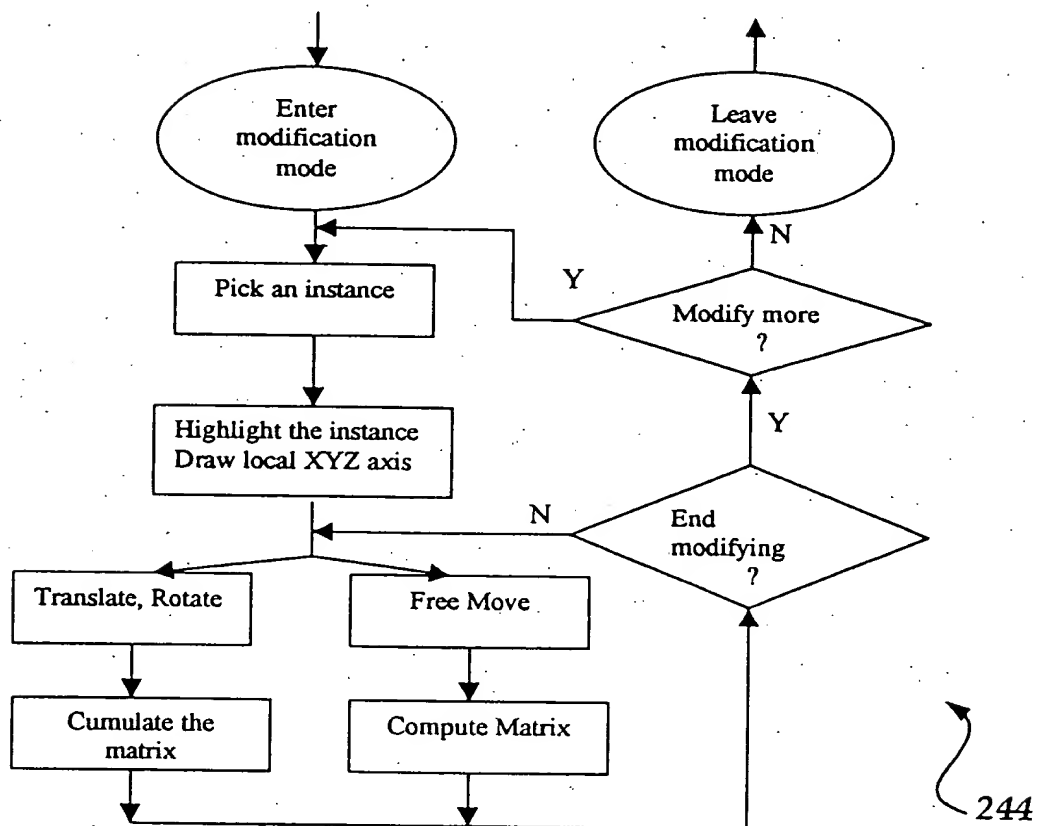 Enter
modification
mode
Leave
modification
mode
Pick an instance
Y
N
Modify more
?
Highlight the instance
Draw local XYZ axis
Y
N
End
modifying
?
Translate, Rotate
Free Move
Cumulate the
matrix
Compute Matrix
244